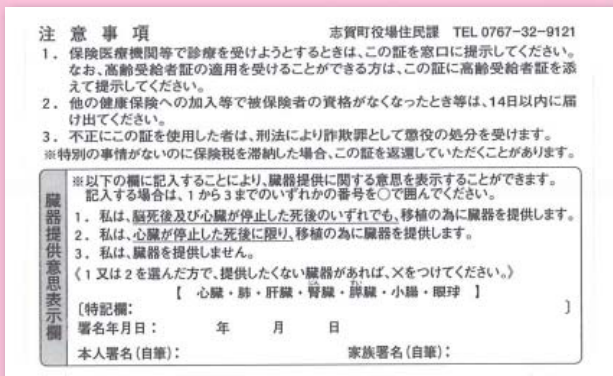 注意事項 志賀町役場住民課 TEL 0767-32-9121
1. 保険医療機関等で診療を受けようとするときは、この証を窓口に提示してください。
なお、高齢受給者証の適用を受けることができる方は、この証に高齢受給者証を添
えて提示してください。
2. 他の健康保険への加入等で被保険者の資格がなくなったとき等は、14日以内に届
け出てください。
3. 不正にこの証を使用した者は、刑法により詐欺罪として懲役の処分を受けます。
※特別の事情がないのに保険税を滞納した場合、この証を返還していただくことがあります。
臓器提供意思表示欄
※以下の欄に記入することにより、臓器提供に関する意思を表示することができます。
記入する場合は、1から3までのいずれかの番号を○で囲んでください。
1. 私は、脳死後及び心臓が停止した死後のいずれでも、移植の為に臓器を提供します。
2. 私は、心臓が停止した死後に限り、移植の為に臓器を提供します。
3. 私は、臓器を提供しません。
《1又は2を選んだ方で、提供したくない臓器があれば、×をつけてください。》
【 心臓・肺・肝臓・腎臓・膵臓・小腸・眼球 】
〔特記欄: 〕
署名年月日: 年 月 日
本人署名(自筆): 家族署名(自筆):